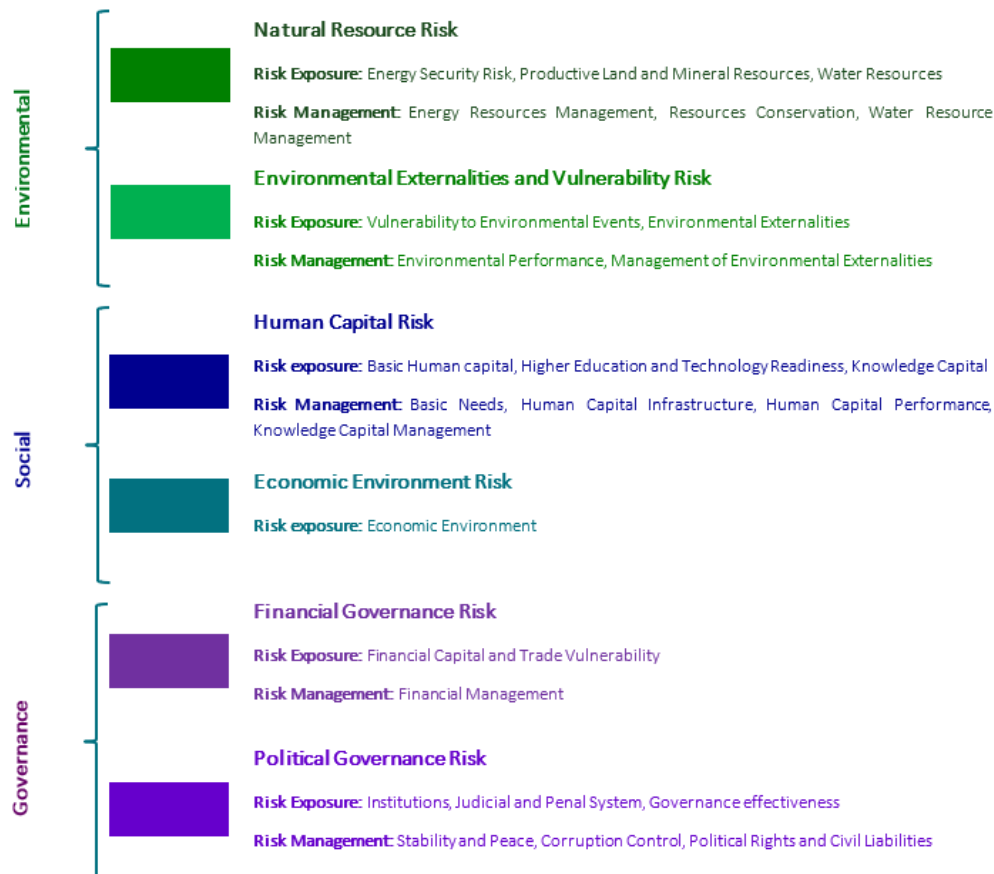 Environmental
Natural Resource Risk
Risk Exposure: Energy Security Risk, Productive Land and Mineral Resources, Water Resources
Risk Management: Energy Resources Management, Resources Conservation, Water Resource
Management
Environmental Externalities and Vulnerability Risk
Risk Exposure: Vulnerability to Environmental Events, Environmental Externalities
Risk Management: Environmental Performance, Management of Environmental Externalities
Social
Human Capital Risk
Risk exposure: Basic Human capital, Higher Education and Technology Readiness, Knowledge Capital
Risk Management: Basic Needs, Human Capital Infrastructure, Human Capital Performance,
Knowledge Capital Management
Economic Environment Risk
Risk exposure: Economic Environment
Governance
Financial Governance Risk
Risk Exposure: Financial Capital and Trade Vulnerability
Risk Management: Financial Management
Political Governance Risk
Risk Exposure: Institutions, Judicial and Penal System, Governance effectiveness
Risk Management: Stability and Peace, Corruption Control, Political Rights and Civil Liabilities